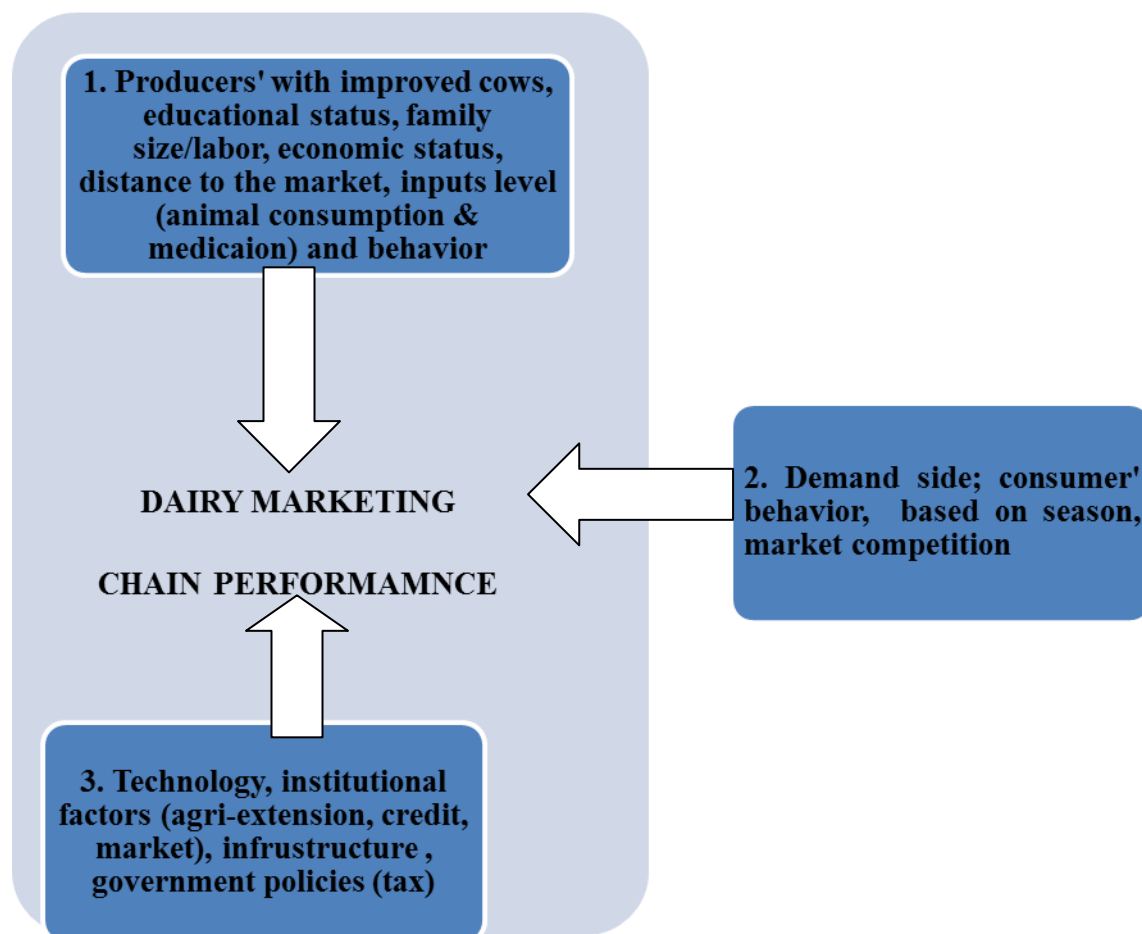 1. Producers' with improved cows,
educational status, family
size/labor, economic status,
distance to the market, inputs level
(animal consumption &
medicaion) and behavior
DAIRY MARKETING
CHAIN PERFORMAMNCE
2. Demand side; consumer'
behavior, based on season,
market competition
3. Technology, institutional
factors (agri-extension, credit,
market), infrustructure ,
government policies (tax)